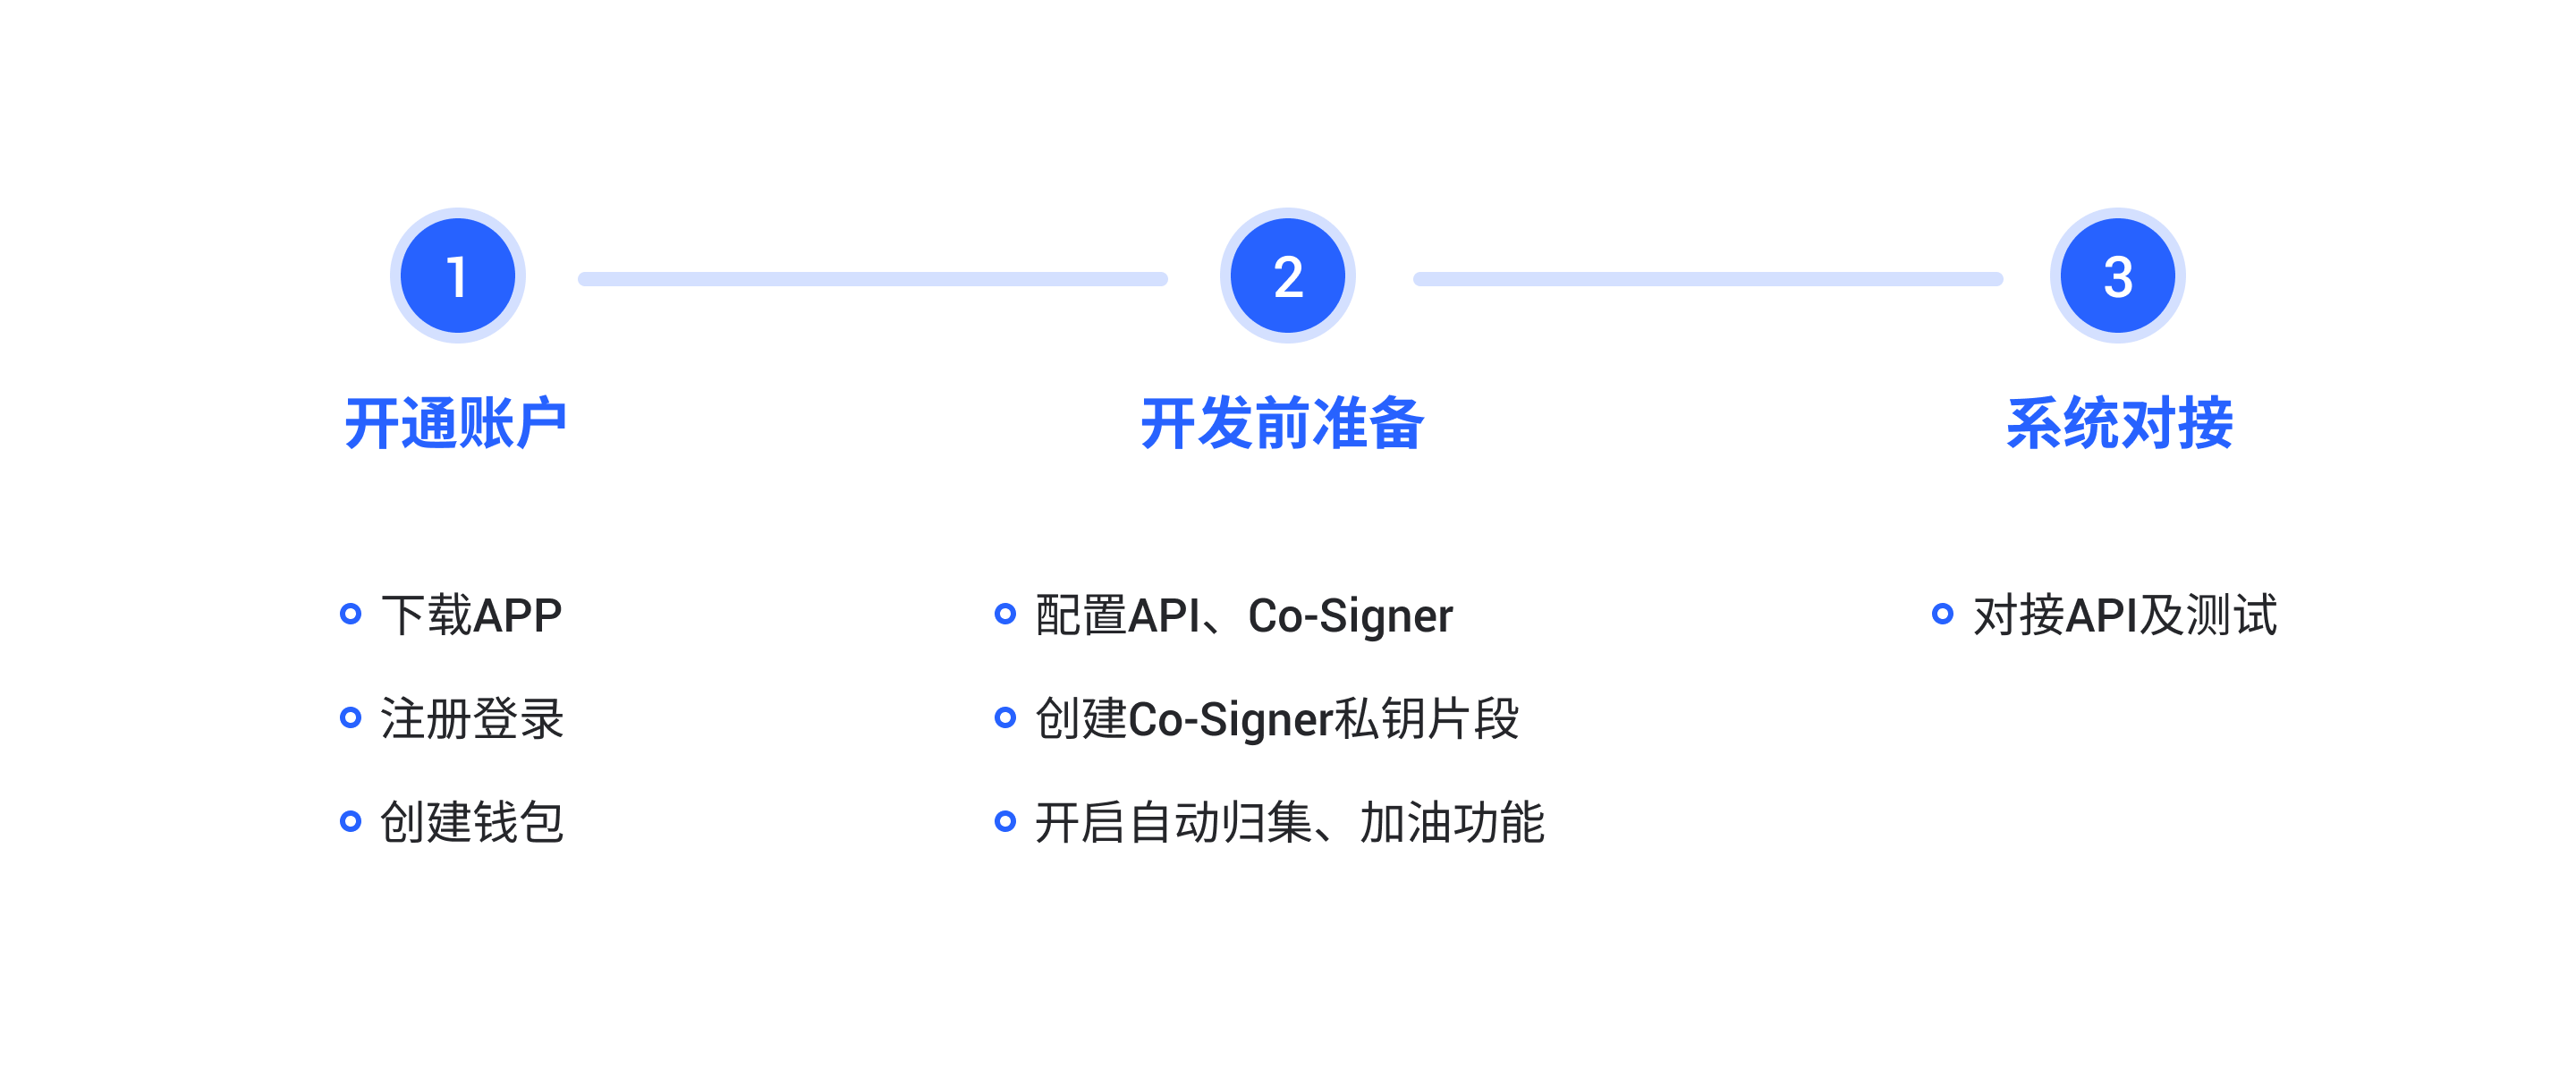 1
开通账户
下载APP
注册登录
创建钱包
2
开发前准备
配置API、Co-Signer
创建Co-Signer私钥片段
开启自动归集、加油功能
3
系统对接
对接API及测试